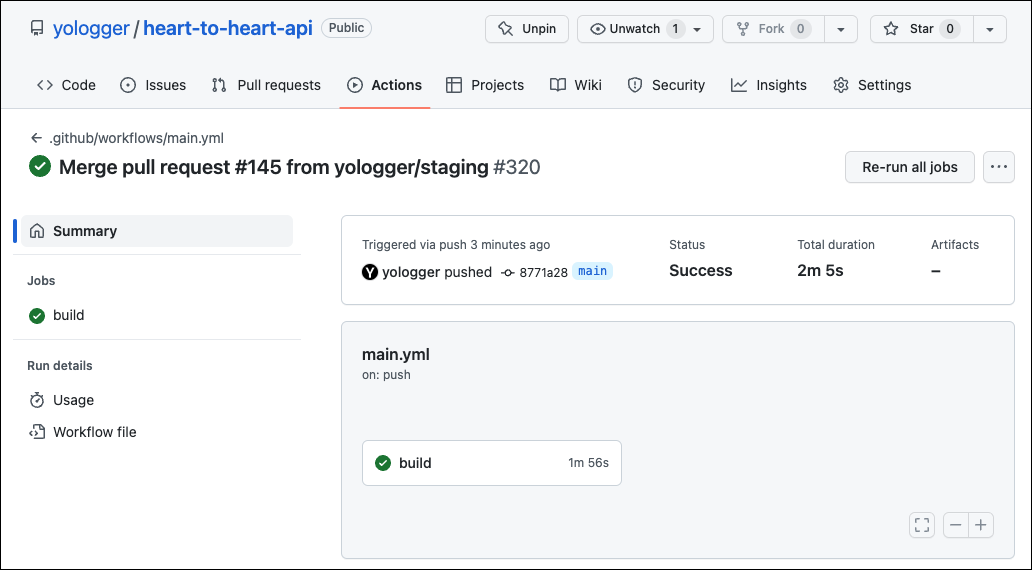 yologger / heart-to-heart-api Public Unpin Unwatch 1 Fork 0 Star 0
Code Issues Pull requests Actions Projects Wiki Security Insights Settings
← .github/workflows/main.yml
Merge pull request #145 from yologger/staging #320
Re-run all jobs ···
Summary
Jobs
build
Run details
Usage
Workflow file
Triggered via push 3 minutes ago
Y yologger pushed 8771a28 main
Status
Success
Total duration
2m 5s
Artifacts
–
main.yml
on: push
build 1m 56s